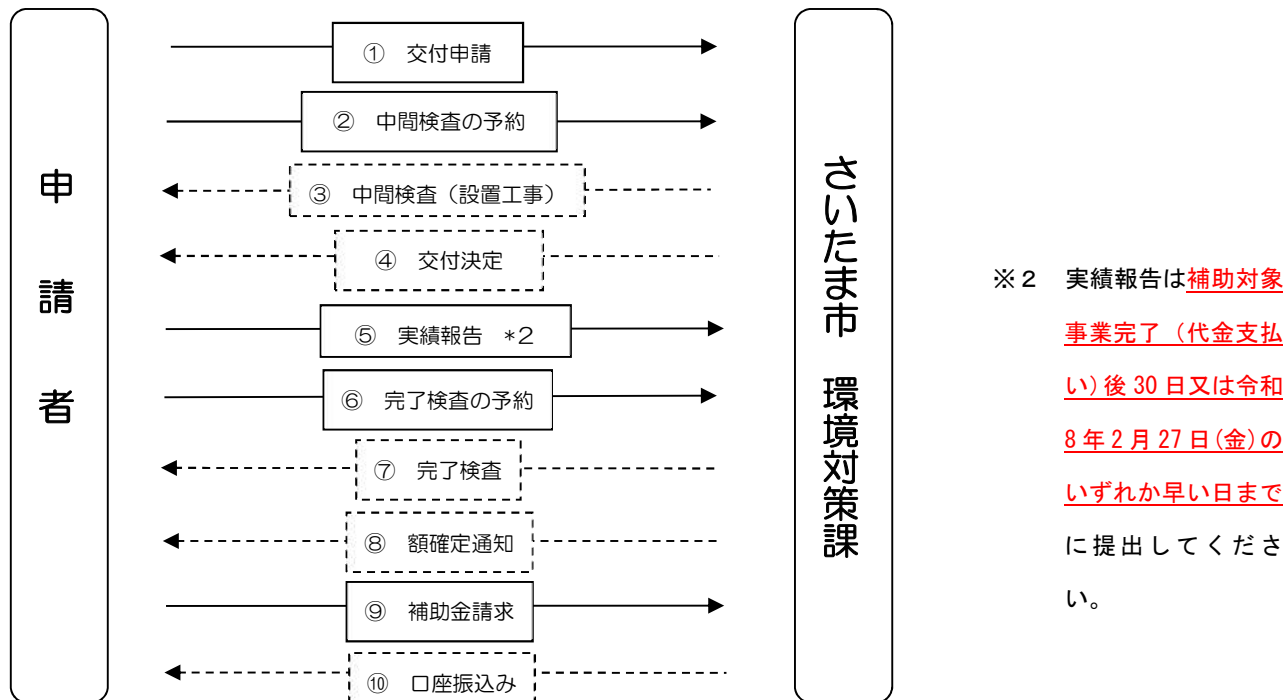 申請者
① 交付申請
② 中間検査の予約
③ 中間検査（設置工事）
④ 交付決定
⑤ 実績報告 *2
⑥ 完了検査の予約
⑦ 完了検査
⑧ 額確定通知
⑨ 補助金請求
⑩ 口座振込み
さいたま市 環境対策課
※２ 実績報告は補助対象
事業完了（代金支払
い）後 30 日又は令和
8 年 2 月 27 日(金)の
いずれか早い日まで
に提出してくださ
い。